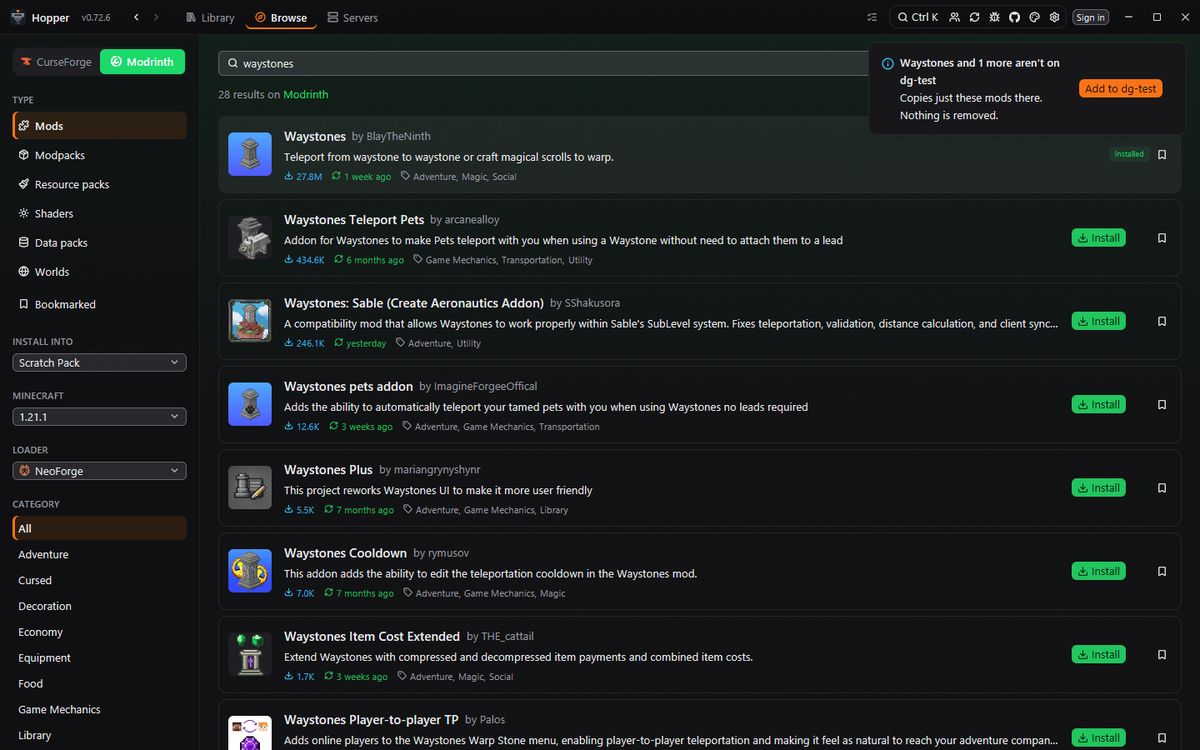 Hopper v0.72.6 Library Browse Servers Ctrl K Sign in
CurseForge Modrinth
TYPE
Mods
Modpacks
Resource packs
Shaders
Data packs
Worlds
Bookmarked
INSTALL INTO
Scratch Pack
MINECRAFT
1.21.1
LOADER
NeoForge
CATEGORY
All
Adventure
Cursed
Decoration
Economy
Equipment
Food
Game Mechanics
Library
waystones
28 results on Modrinth
Waystones and 1 more aren't on
dg-test
Copies just these mods there.
Nothing is removed.
Add to dg-test
Waystones by BlayTheNinth
Teleport from waystone to waystone or craft magical scrolls to warp.
27.8M 1 week ago Adventure, Magic, Social
Installed
Waystones Teleport Pets by arcanealloy
Addon for Waystones to make Pets teleport with you when using a Waystone without need to attach them to a lead
434.6K 6 months ago Game Mechanics, Transportation, Utility
Install
Waystones: Sable (Create Aeronautics Addon) by SShakusora
A compatibility mod that allows Waystones to work properly within Sable's SubLevel system. Fixes teleportation, validation, distance calculation, and client sync...
246.1K yesterday Adventure, Utility
Install
Waystones pets addon by ImagineForgeeOffical
Adds the ability to automatically teleport your tamed pets with you when using Waystones no leads required
12.6K 3 weeks ago Adventure, Game Mechanics, Transportation
Install
Waystones Plus by mariangrynyshynr
This project reworks Waystones UI to make it more user friendly
5.5K 7 months ago Adventure, Game Mechanics, Library
Install
Waystones Cooldown by rymusov
This addon adds the ability to edit the teleportation cooldown in the Waystones mod.
7.0K 7 months ago Adventure, Game Mechanics, Magic
Install
Waystones Item Cost Extended by THE_cattail
Extend Waystones with compressed and decompressed item payments and combined item costs.
1.7K 3 weeks ago Adventure, Magic, Social
Install
Waystones Player-to-player TP by Palos
Adds online players to the Waystones Warp Stone menu, enabling player-to-player teleportation and making it feel as natural to reach your adventure compan...
Install